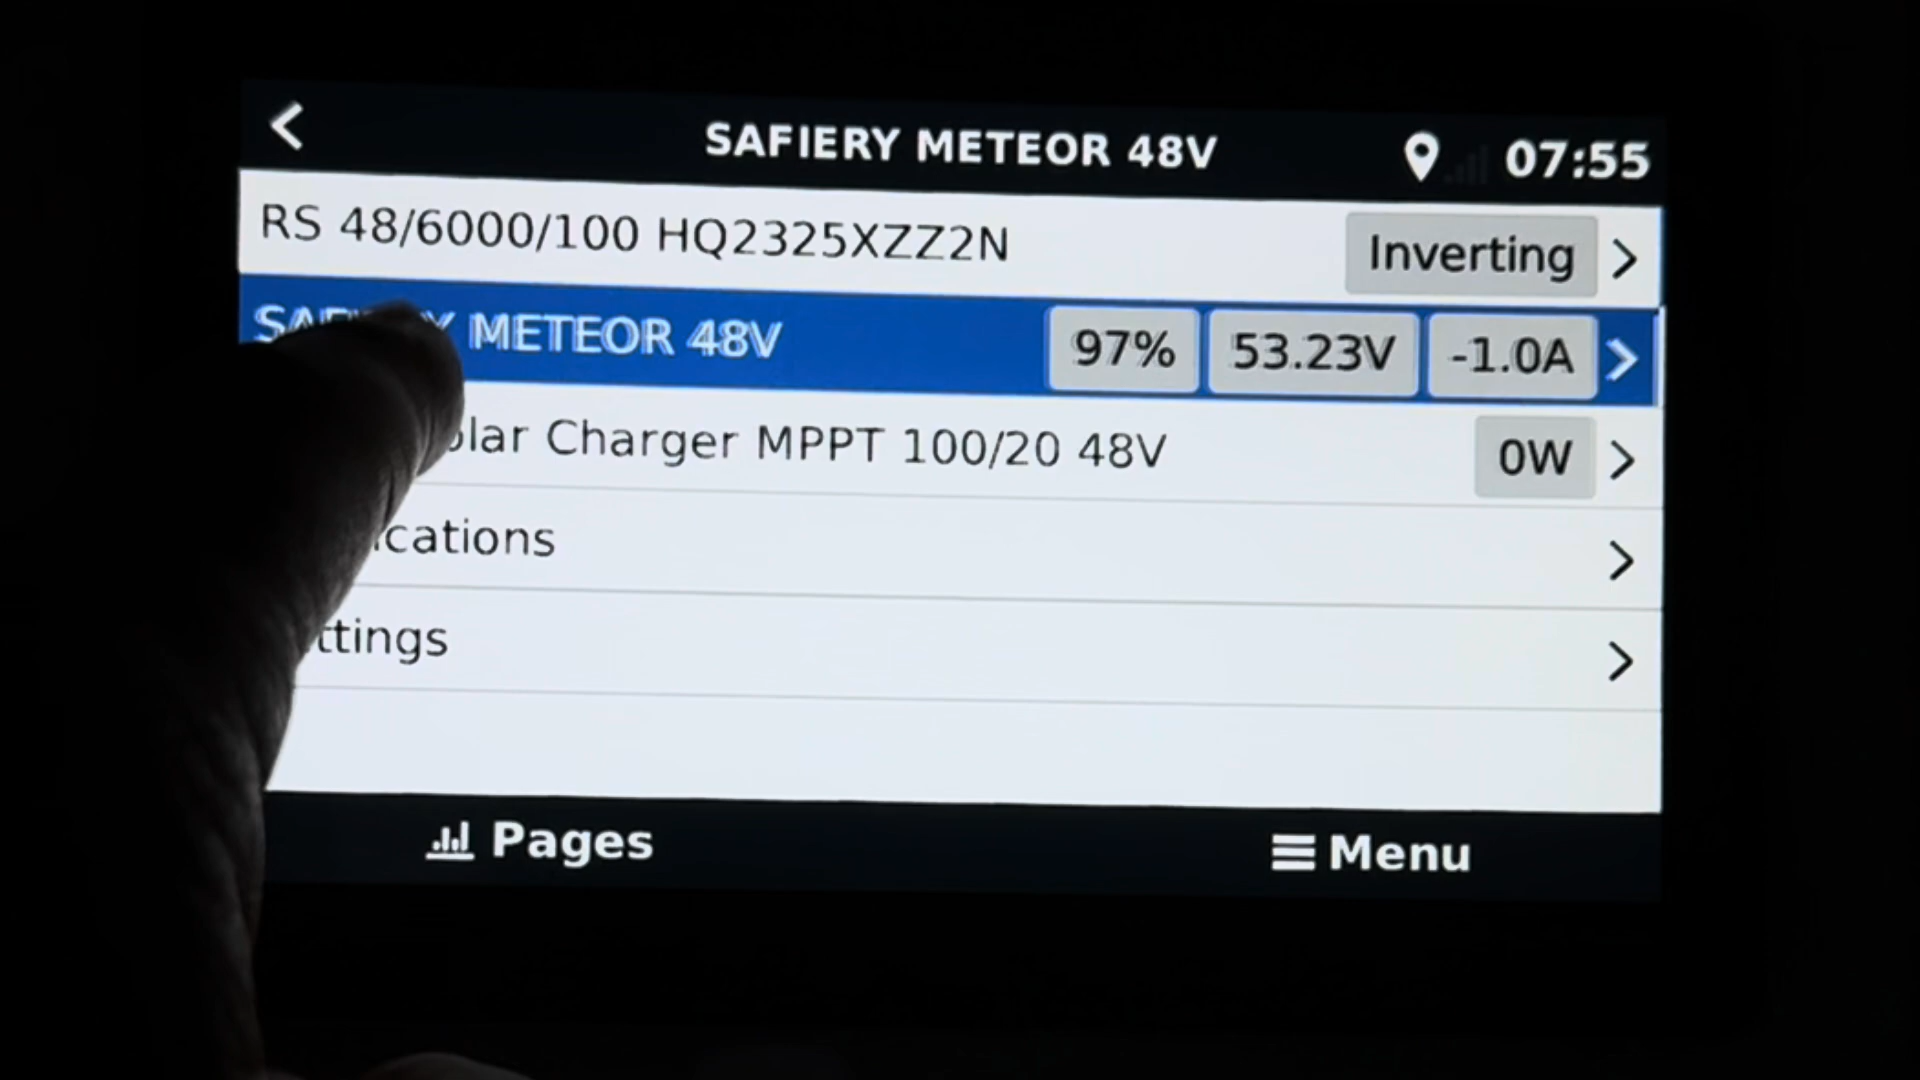 SAFIERY METEOR 48V 07:55
RS 48/6000/100 HQ2325XZZ2N Inverting
METEOR 48V 97% 53.23V -1.0A
Charger MPPT 100/20 48V 0W
Pages Menu